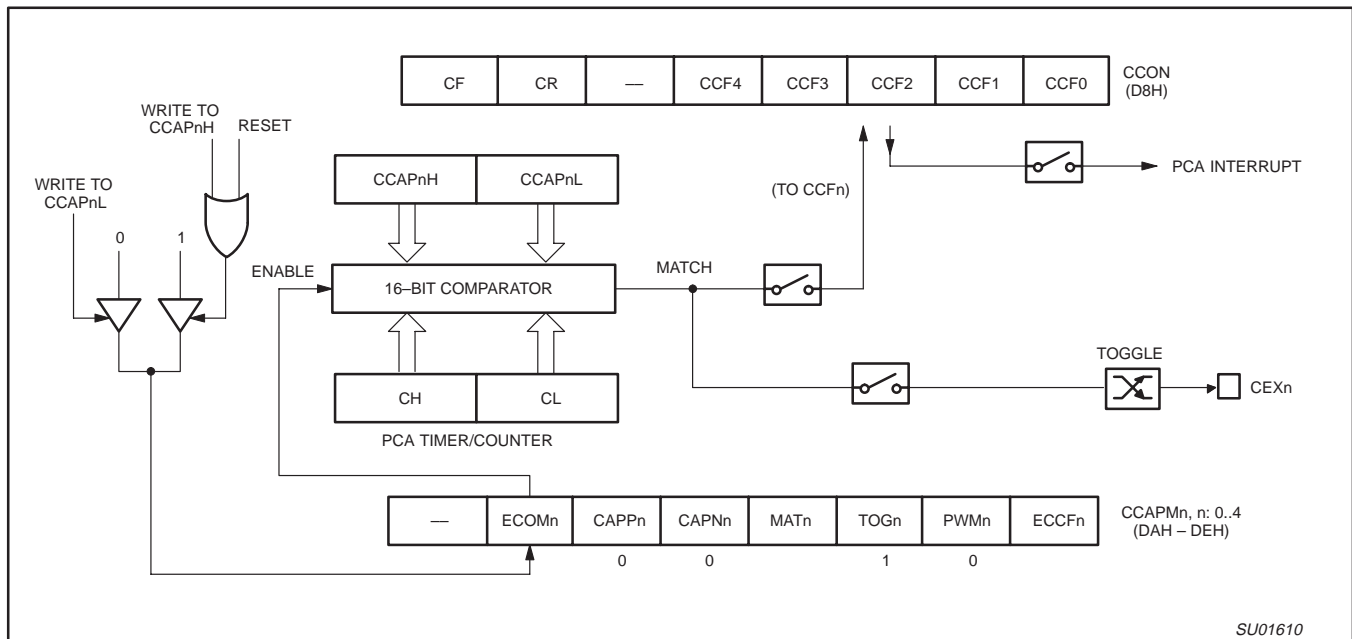 CF CR — CCF4 CCF3 CCF2 CCF1 CCF0
CCON
(D8H)
WRITE TO
CCAPnH
RESET
WRITE TO
CCAPnL
0 1
CCAPnH CCAPnL
(TO CCFn)
PCA INTERRUPT
ENABLE
16–BIT COMPARATOR
MATCH
CH CL
PCA TIMER/COUNTER
TOGGLE
CEXn
— ECOMn CAPPn CAPNn MATn TOGn PWMn ECCFn
CCAPMn, n: 0..4
(DAH – DEH)
0 0 1 0
SU01610